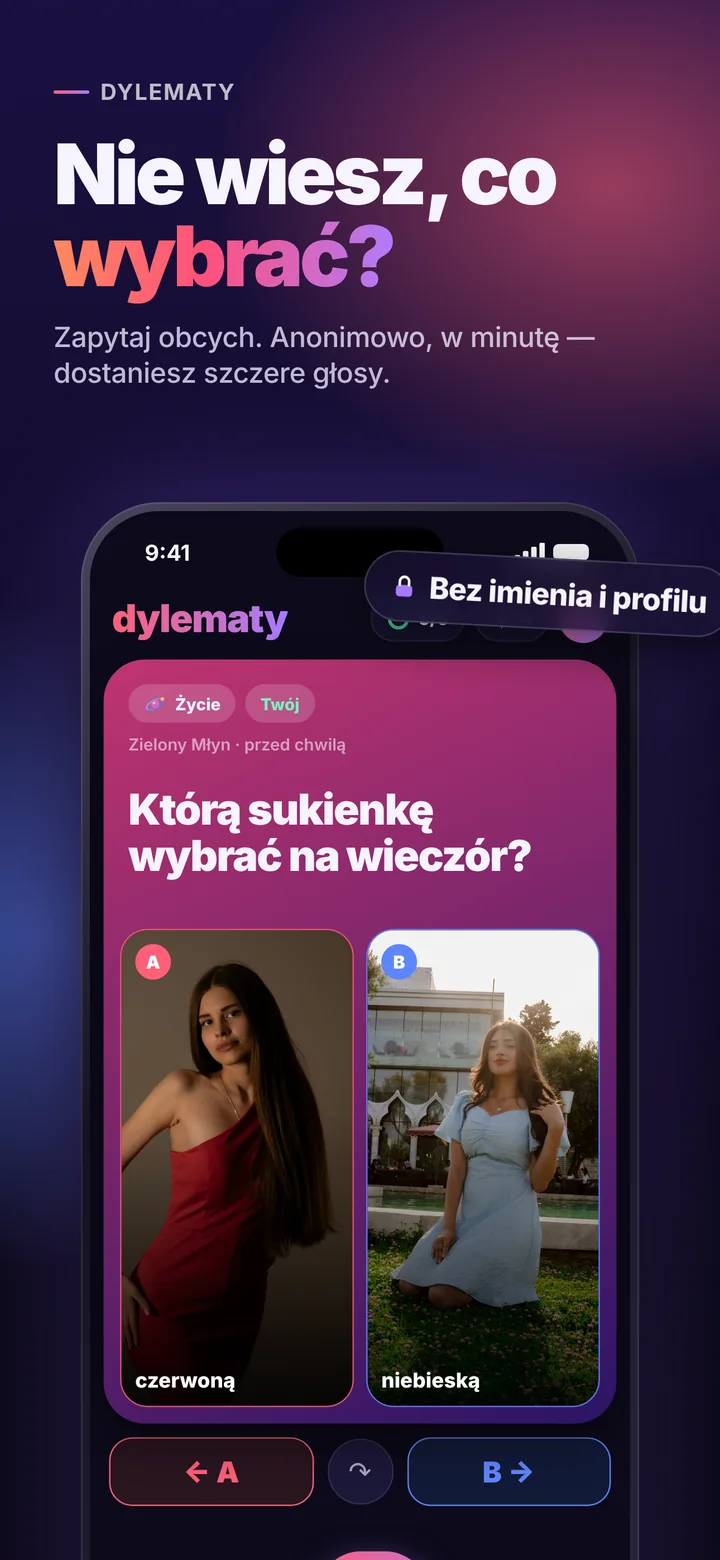 DYLEMATY
Nie wiesz, co
wybrać?
Zapytaj obcych. Anonimowo, w minutę —
dostaniesz szczere głosy.
9:41
Bez imienia i profilu
dylematy
Życie
Twój
Zielony Młyn · przed chwilą
Którą sukienkę
wybrać na wieczór?
A
B
czerwoną
niebieską
← A
↷
B →